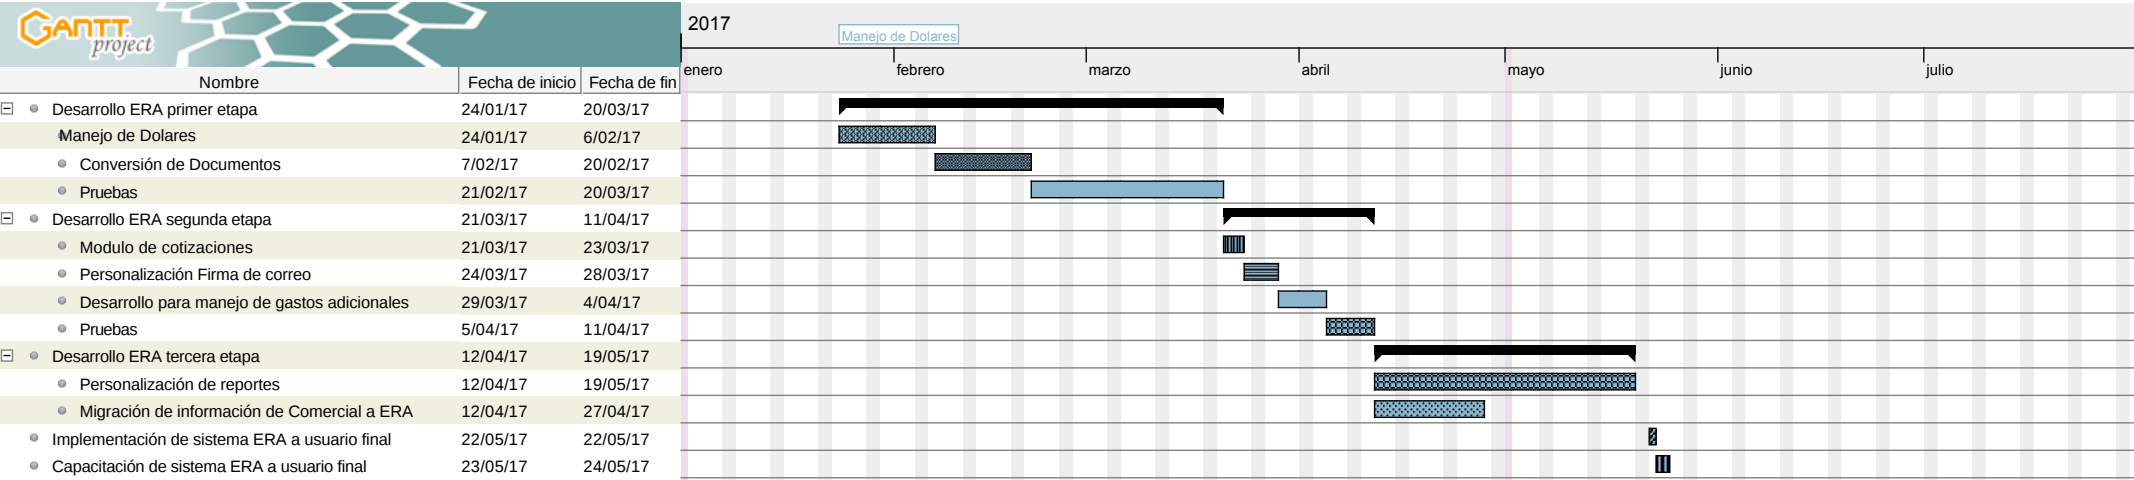 GANTT
project
2017
Manejo de Dolares
enero febrero marzo abril mayo junio julio
Nombre Fecha de inicio Fecha de fin
Desarrollo ERA primer etapa 24/01/17 20/03/17
Manejo de Dolares 24/01/17 6/02/17
Conversión de Documentos 7/02/17 20/02/17
Pruebas 21/02/17 20/03/17
Desarrollo ERA segunda etapa 21/03/17 11/04/17
Modulo de cotizaciones 21/03/17 23/03/17
Personalización Firma de correo 24/03/17 28/03/17
Desarrollo para manejo de gastos adicionales 29/03/17 4/04/17
Pruebas 5/04/17 11/04/17
Desarrollo ERA tercera etapa 12/04/17 19/05/17
Personalización de reportes 12/04/17 19/05/17
Migración de información de Comercial a ERA 12/04/17 27/04/17
Implementación de sistema ERA a usuario final 22/05/17 22/05/17
Capacitación de sistema ERA a usuario final 23/05/17 24/05/17